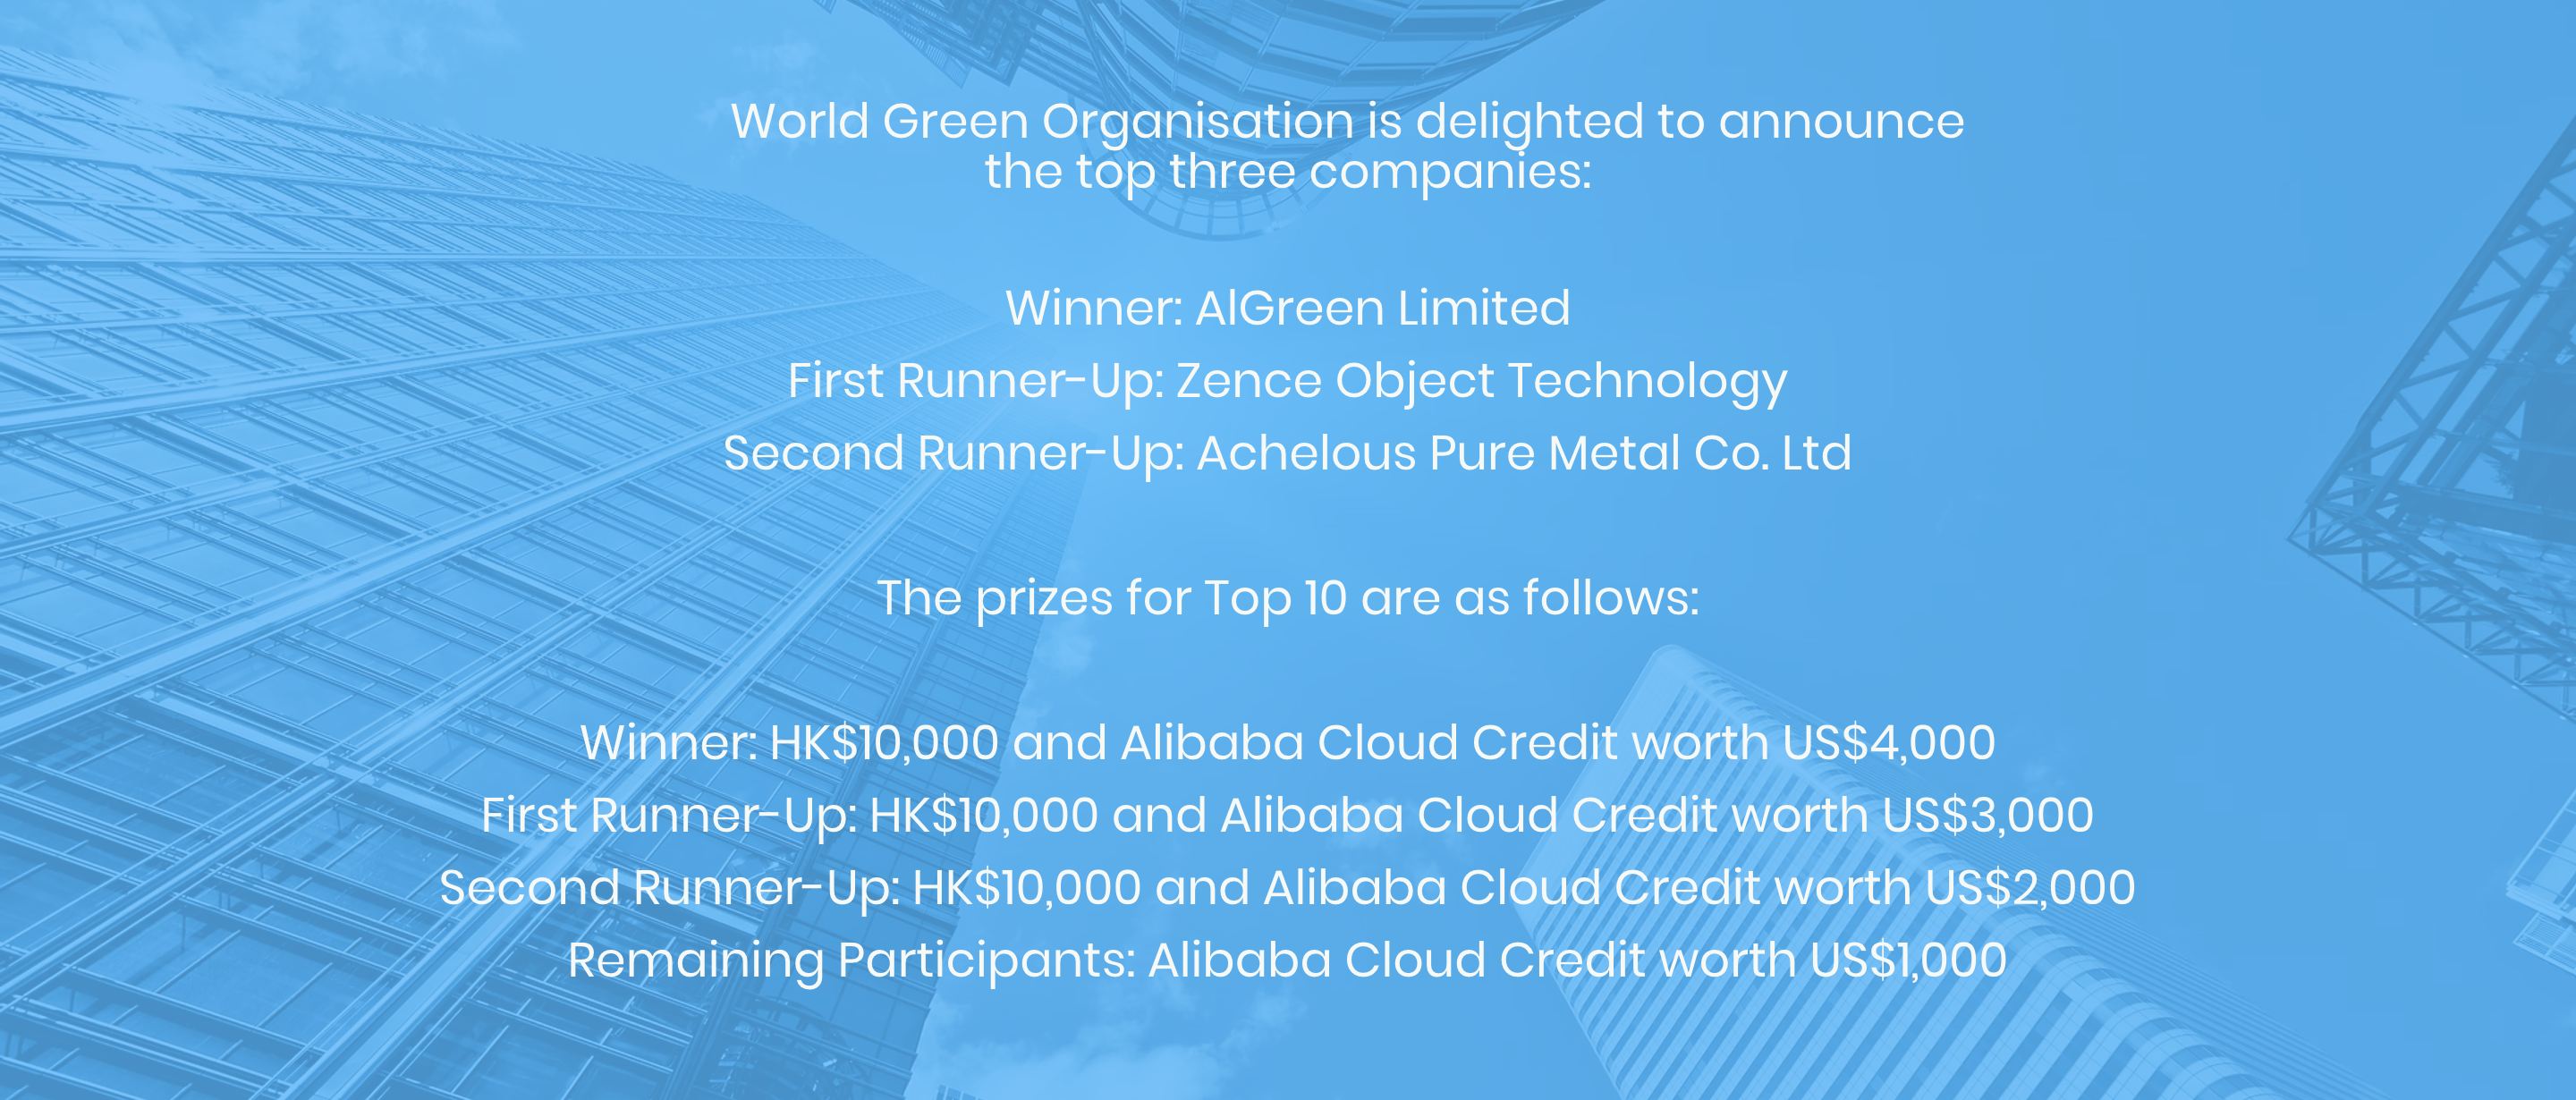 World Green Organisation is delighted to announce
the top three companies:
Winner: AlGreen Limited
First Runner-Up: Zence Object Technology
Second Runner-Up: Achelous Pure Metal Co. Ltd
The prizes for Top 10 are as follows:
Winner: HK$10,000 and Alibaba Cloud Credit worth US$4,000
First Runner-Up: HK$10,000 and Alibaba Cloud Credit worth US$3,000
Second Runner-Up: HK$10,000 and Alibaba Cloud Credit worth US$2,000
Remaining Participants: Alibaba Cloud Credit worth US$1,000